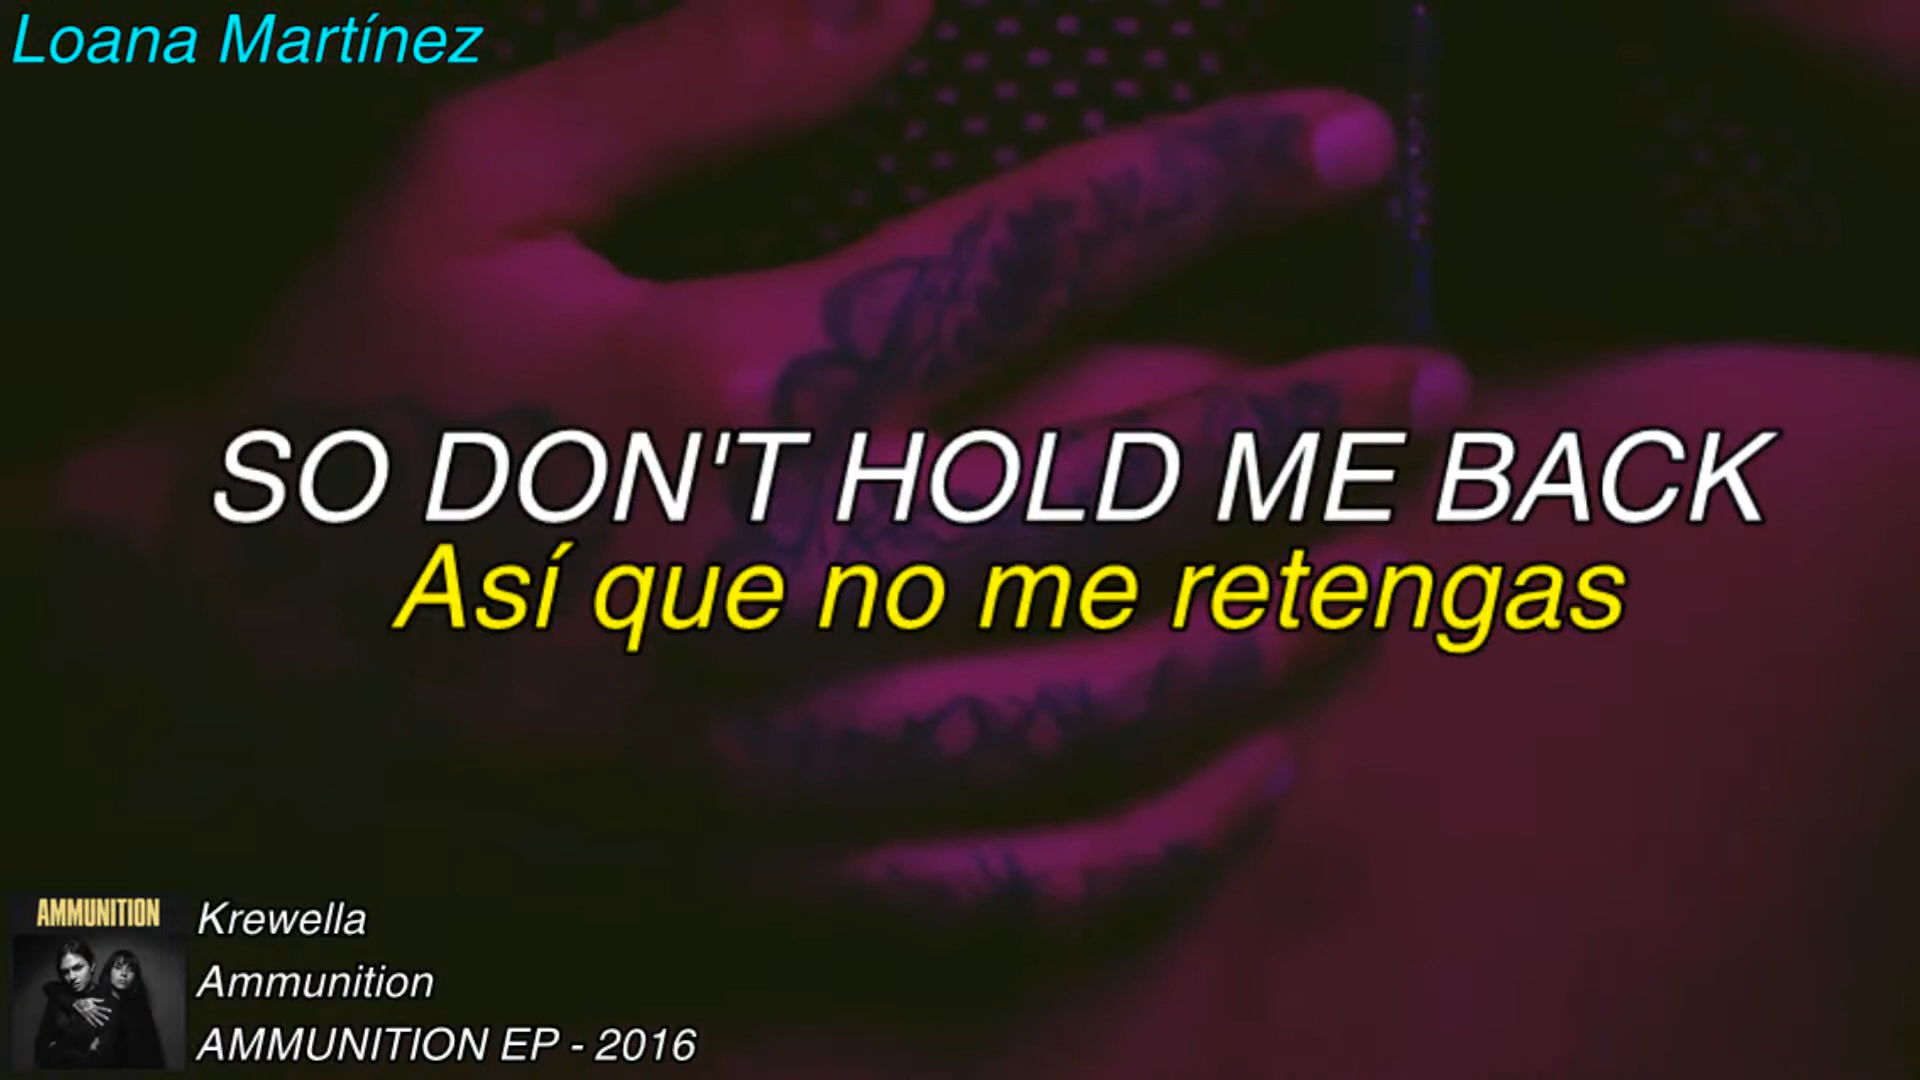 Loana Martínez
SO DON'T HOLD ME BACK
Así que no me retengas
AMMUNITION
Krewella
Ammunition
AMMUNITION EP - 2016